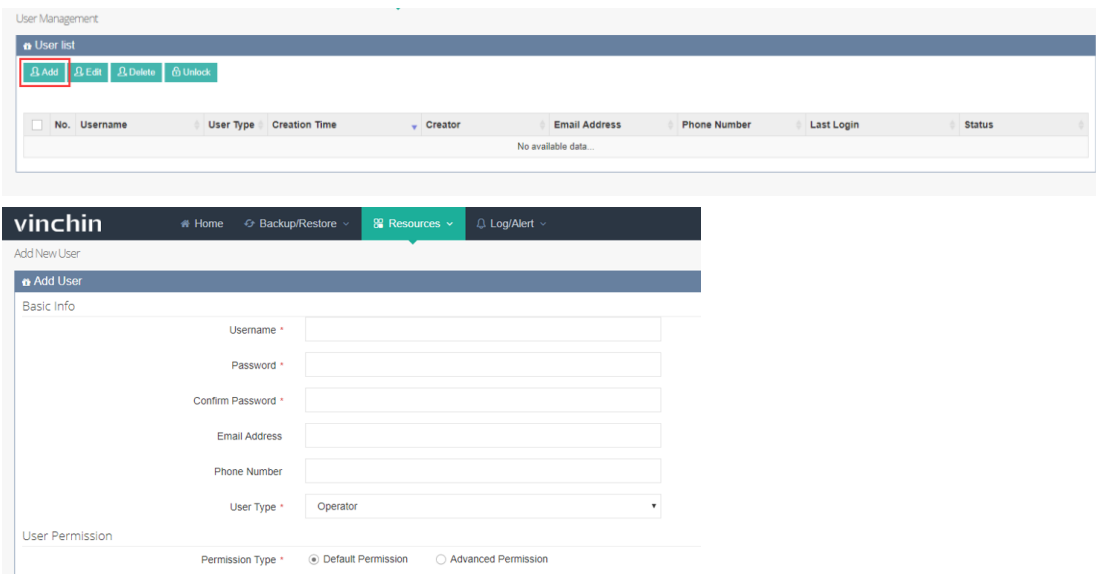 User Management
User list
Add Edit Delete Unlock
No. Username User Type Creation Time Creator Email Address Phone Number Last Login Status
No available data...
vinchin Home Backup/Restore Resources Log/Alert
Add New User
Add User
Basic Info
Username *
Password *
Confirm Password *
Email Address
Phone Number
User Type * Operator
User Permission
Permission Type * Default Permission Advanced Permission